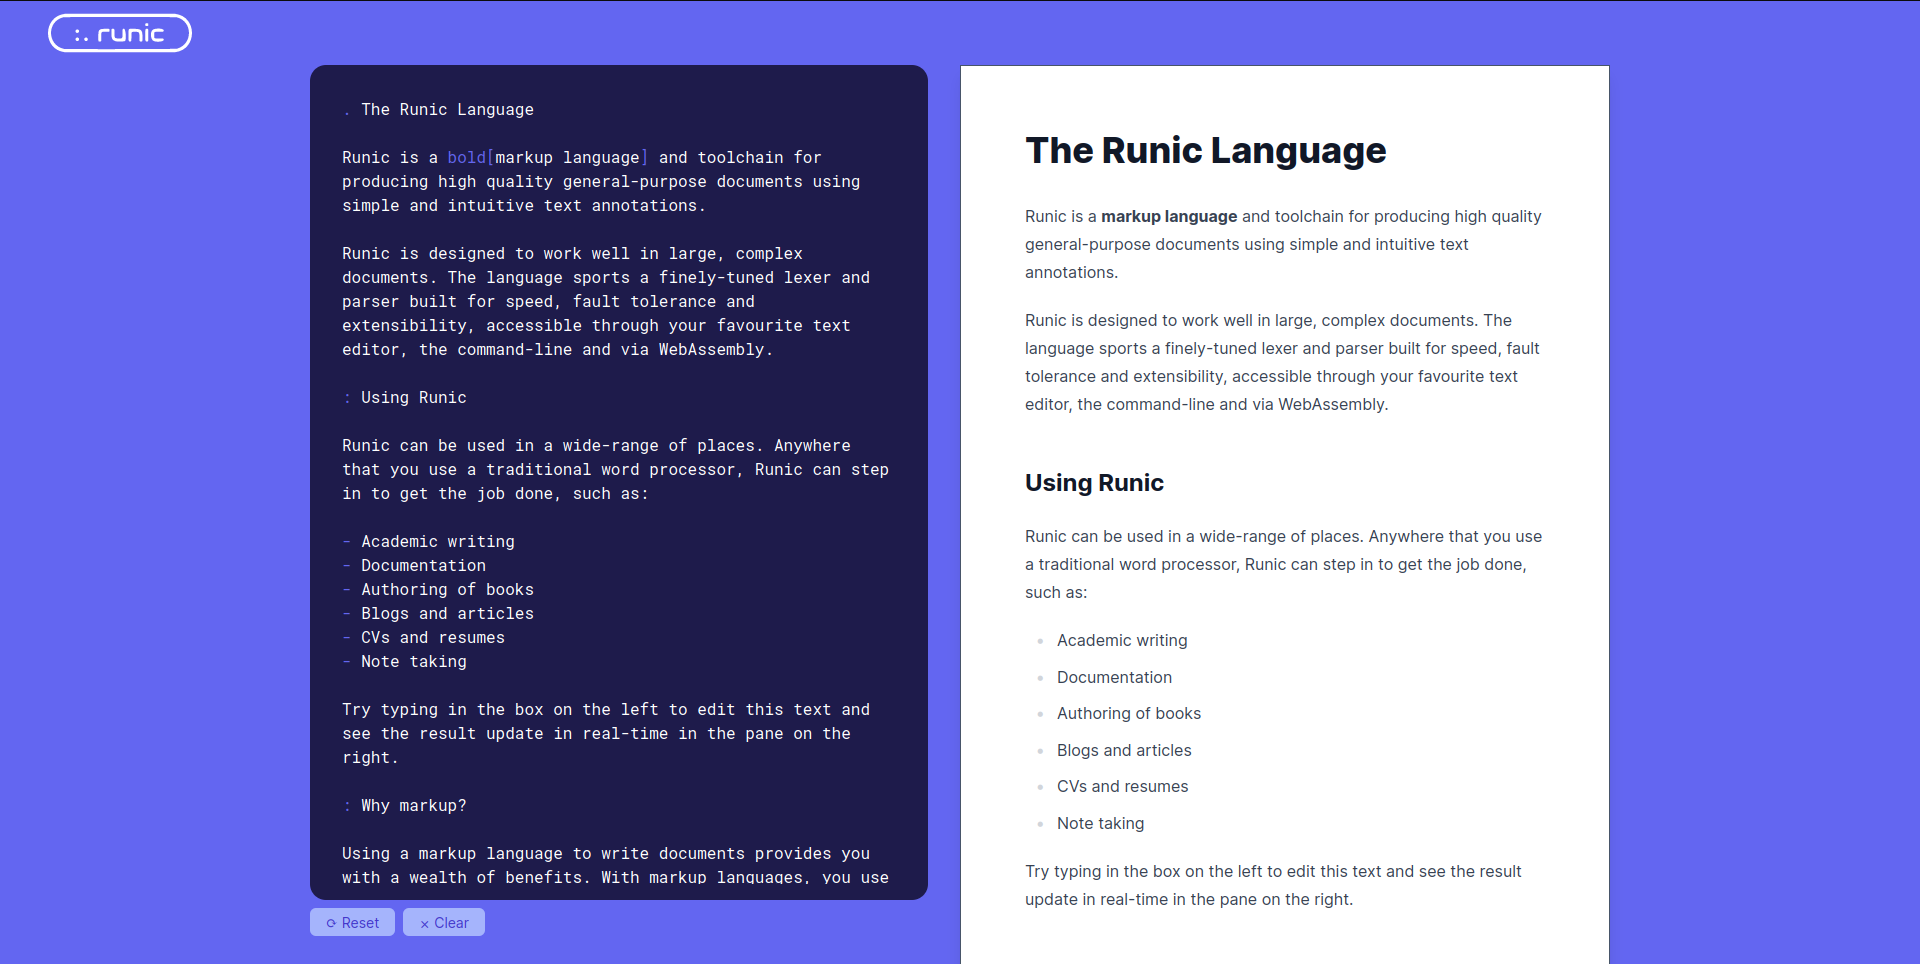 :. runic
. The Runic Language
Runic is a bold[markup language] and toolchain for
producing high quality general-purpose documents using
simple and intuitive text annotations.
Runic is designed to work well in large, complex
documents. The language sports a finely-tuned lexer and
parser built for speed, fault tolerance and
extensibility, accessible through your favourite text
editor, the command-line and via WebAssembly.
: Using Runic
Runic can be used in a wide-range of places. Anywhere
that you use a traditional word processor, Runic can step
in to get the job done, such as:
- Academic writing
- Documentation
- Authoring of books
- Blogs and articles
- CVs and resumes
- Note taking
Try typing in the box on the left to edit this text and
see the result update in real-time in the pane on the
right.
: Why markup?
Using a markup language to write documents provides you
with a wealth of benefits. With markup languages, you use
⟳ Reset
× Clear
The Runic Language
Runic is a markup language and toolchain for producing high quality
general-purpose documents using simple and intuitive text
annotations.
Runic is designed to work well in large, complex documents. The
language sports a finely-tuned lexer and parser built for speed, fault
tolerance and extensibility, accessible through your favourite text
editor, the command-line and via WebAssembly.
Using Runic
Runic can be used in a wide-range of places. Anywhere that you use
a traditional word processor, Runic can step in to get the job done,
such as:
• Academic writing
• Documentation
• Authoring of books
• Blogs and articles
• CVs and resumes
• Note taking
Try typing in the box on the left to edit this text and see the result
update in real-time in the pane on the right.